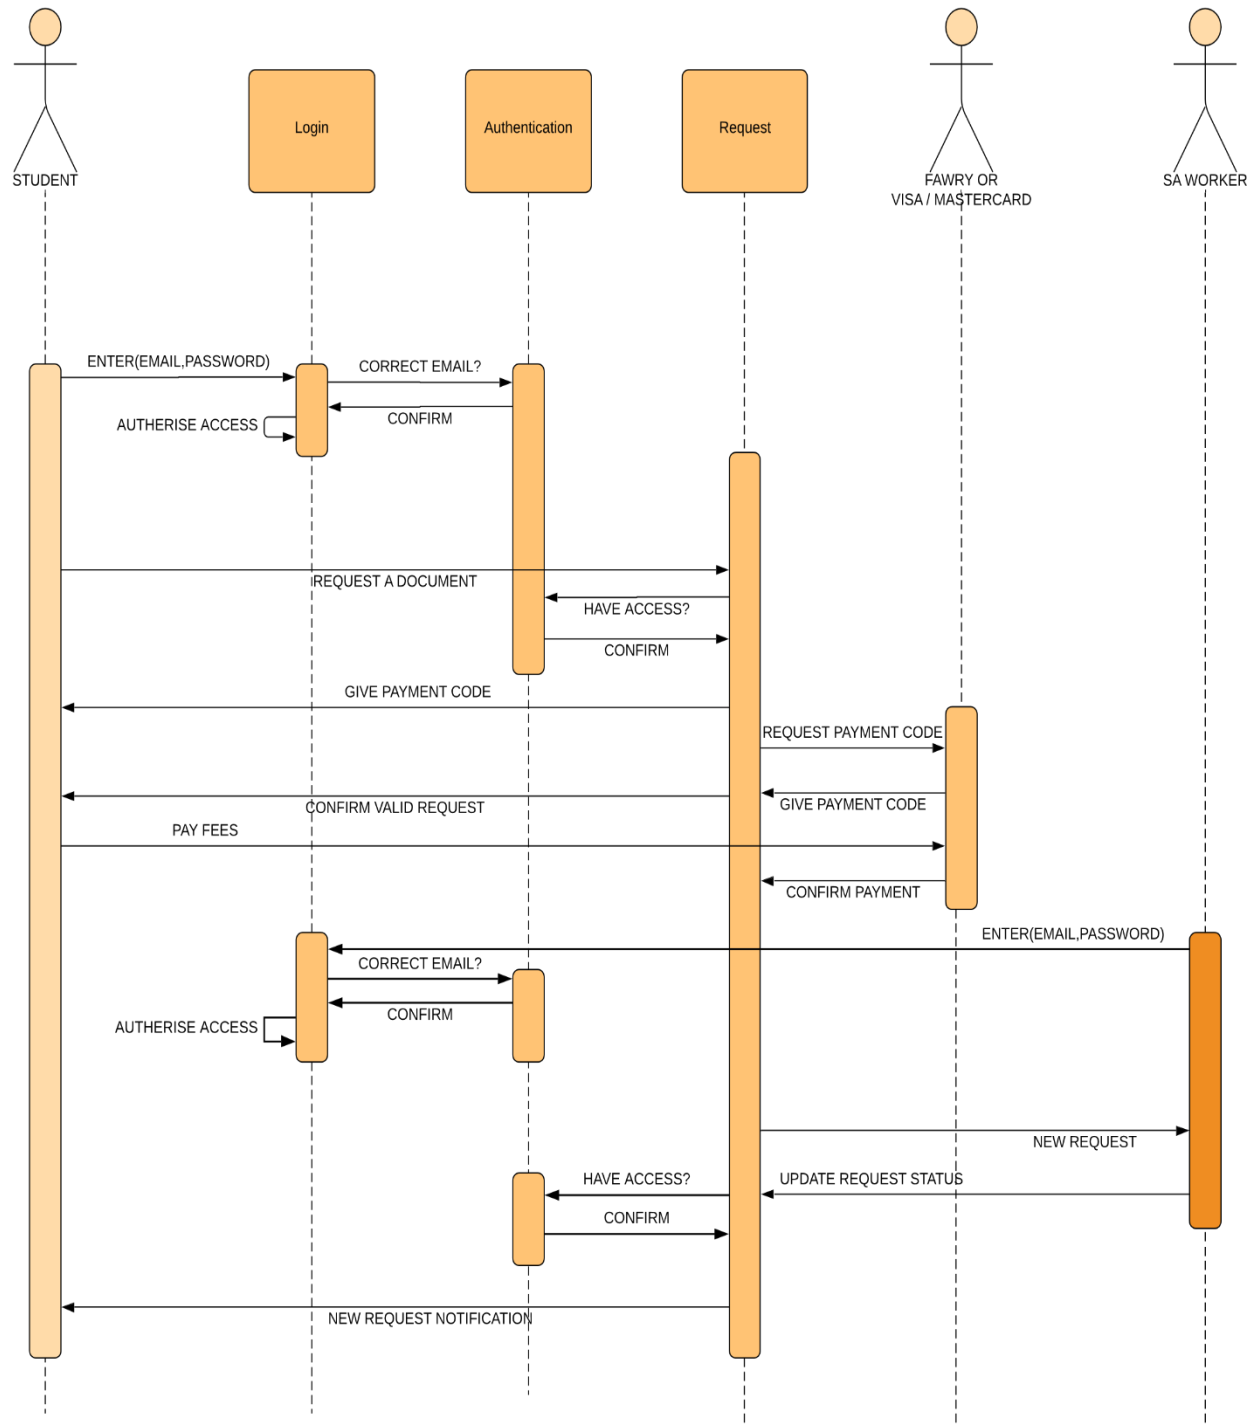 Login
Authentication
Request
STUDENT
FAWRY OR
VISA / MASTERCARD
SA WORKER
ENTER(EMAIL,PASSWORD)
CORRECT EMAIL?
CONFIRM
AUTHERISE ACCESS
REQUEST A DOCUMENT
HAVE ACCESS?
CONFIRM
GIVE PAYMENT CODE
REQUEST PAYMENT CODE
GIVE PAYMENT CODE
CONFIRM VALID REQUEST
PAY FEES
CONFIRM PAYMENT
ENTER(EMAIL,PASSWORD)
CORRECT EMAIL?
CONFIRM
AUTHERISE ACCESS
NEW REQUEST
HAVE ACCESS?
UPDATE REQUEST STATUS
CONFIRM
NEW REQUEST NOTIFICATION